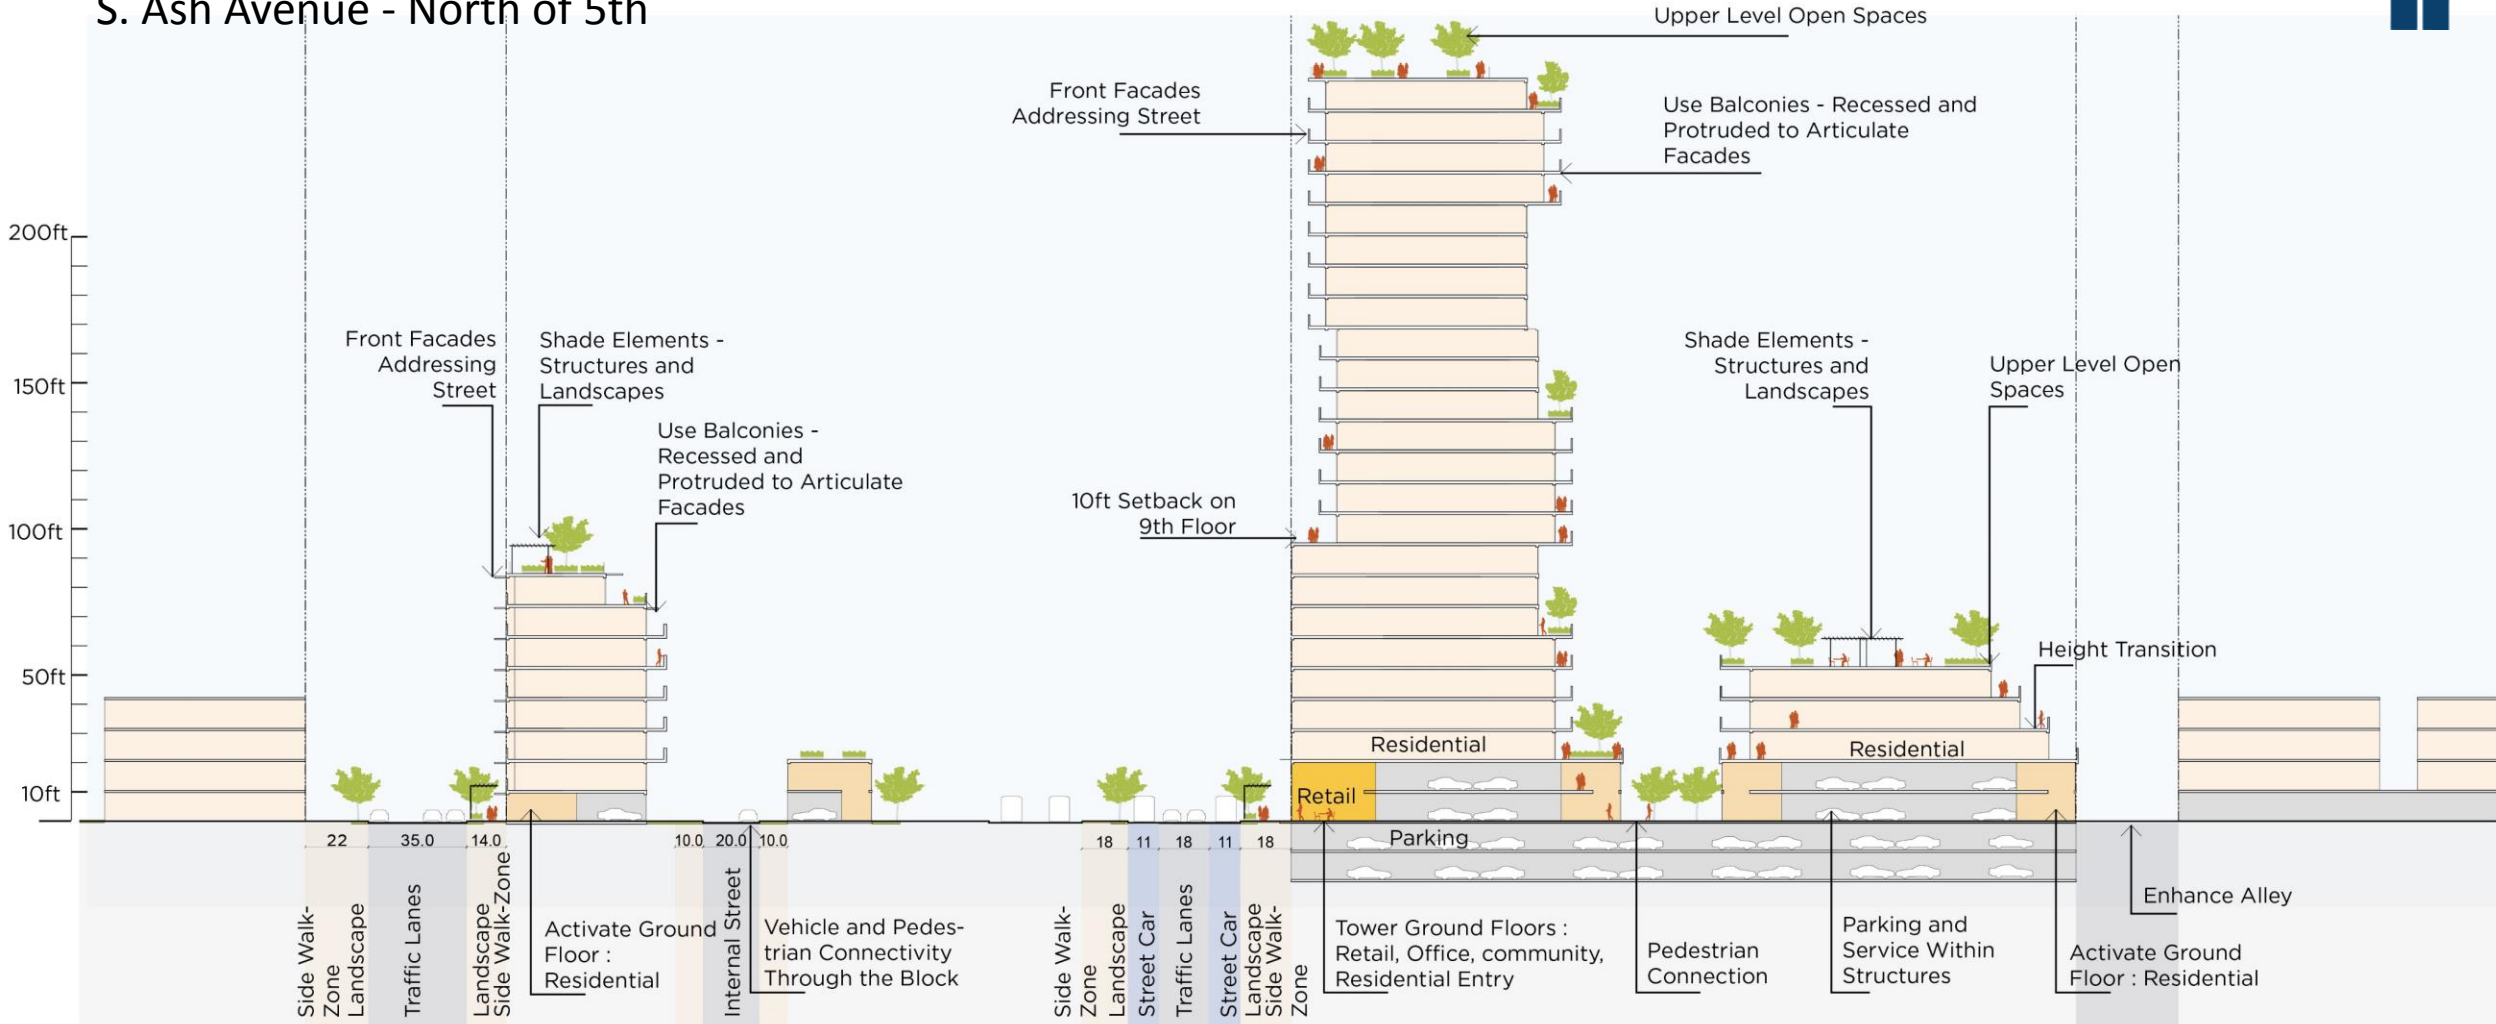 S. Ash Avenue - North of 5th
Upper Level Open Spaces
Front Facades
Addressing Street
Use Balconies - Recessed and
Protruded to Articulate
Facades
200ft
150ft
100ft
50ft
10ft
Front Facades
Addressing
Street
Shade Elements -
Structures and
Landscapes
Use Balconies -
Recessed and
Protruded to Articulate
Facades
10ft Setback on
9th Floor
Shade Elements -
Structures and
Landscapes
Upper Level Open
Spaces
Height Transition
Residential
Residential
Retail
Parking
22
35.0
14.0
10.0
20.0
10.0
18
11
18
11
18
Side Walk-
Zone
Landscape
Traffic Lanes
Landscape
Side Walk-Zone
Activate Ground
Floor :
Residential
Internal Street
Vehicle and Pedes-
trian Connectivity
Through the Block
Side Walk-
Zone
Landscape
Street Car
Traffic Lanes
Street Car
Landscape
Side Walk-
Zone
Tower Ground Floors :
Retail, Office, community,
Residential Entry
Pedestrian
Connection
Parking and
Service Within
Structures
Activate Ground
Floor : Residential
Enhance Alley